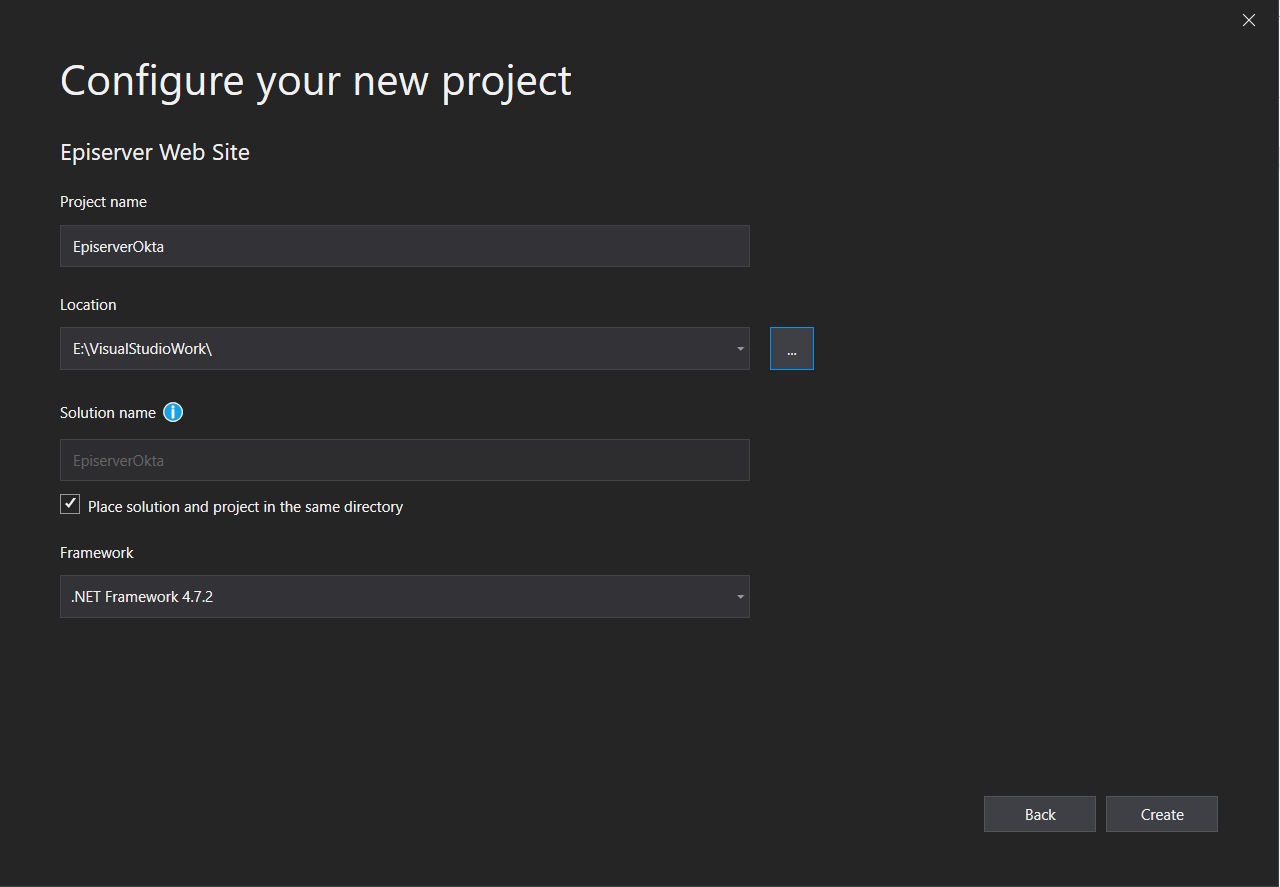 Configure your new project
Episerver Web Site
Project name
EpiserverOkta
Location
E:\VisualStudioWork\
...
Solution name
EpiserverOkta
Place solution and project in the same directory
Framework
.NET Framework 4.7.2
Back
Create